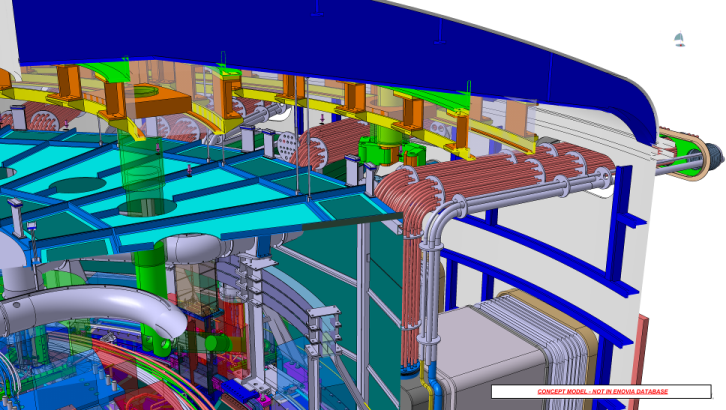 CONCEPT MODEL - NOT IN ENOVIA DATABASE